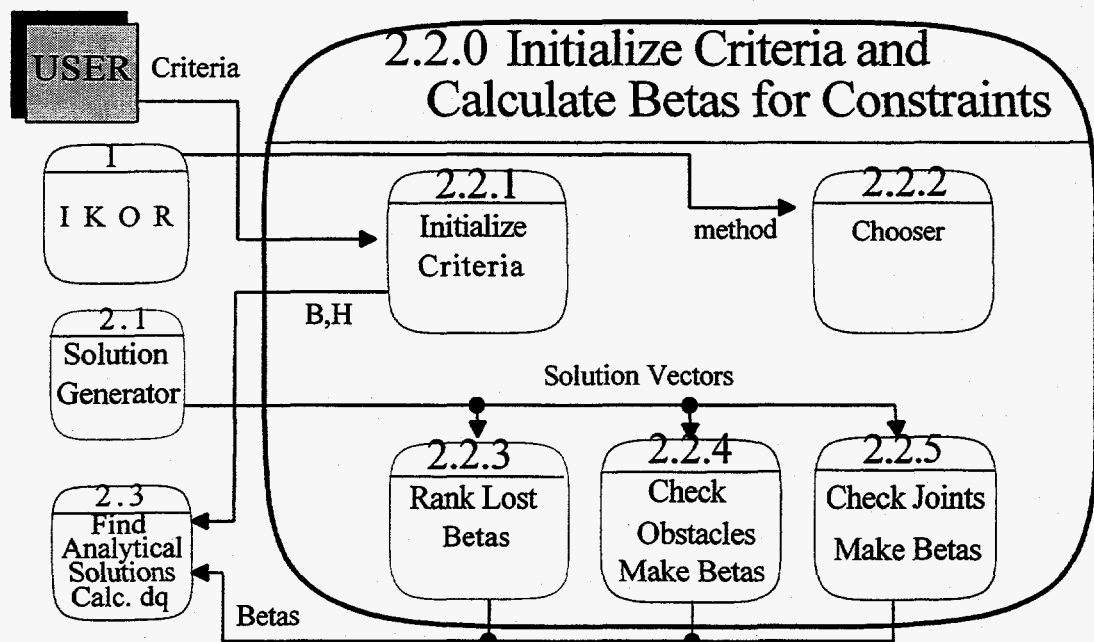 2.2.0 Initialize Criteria and
Calculate Betas for Constraints
USER
Criteria
1
I K O R
2.2.1
Initialize
Criteria
method
2.2.2
Chooser
B,H
2.1
Solution
Generator
Solution Vectors
2.2.3
Rank Lost
Betas
2.2.4
Check
Obstacles
Make Betas
2.2.5
Check Joints
Make Betas
2.3
Find
Analytical
Solutions
Calc. dq
Betas